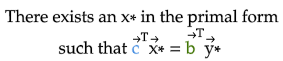 There exists an x* in the primal form
such that c⃗ᵀx⃗* = b⃗ᵀy⃗*